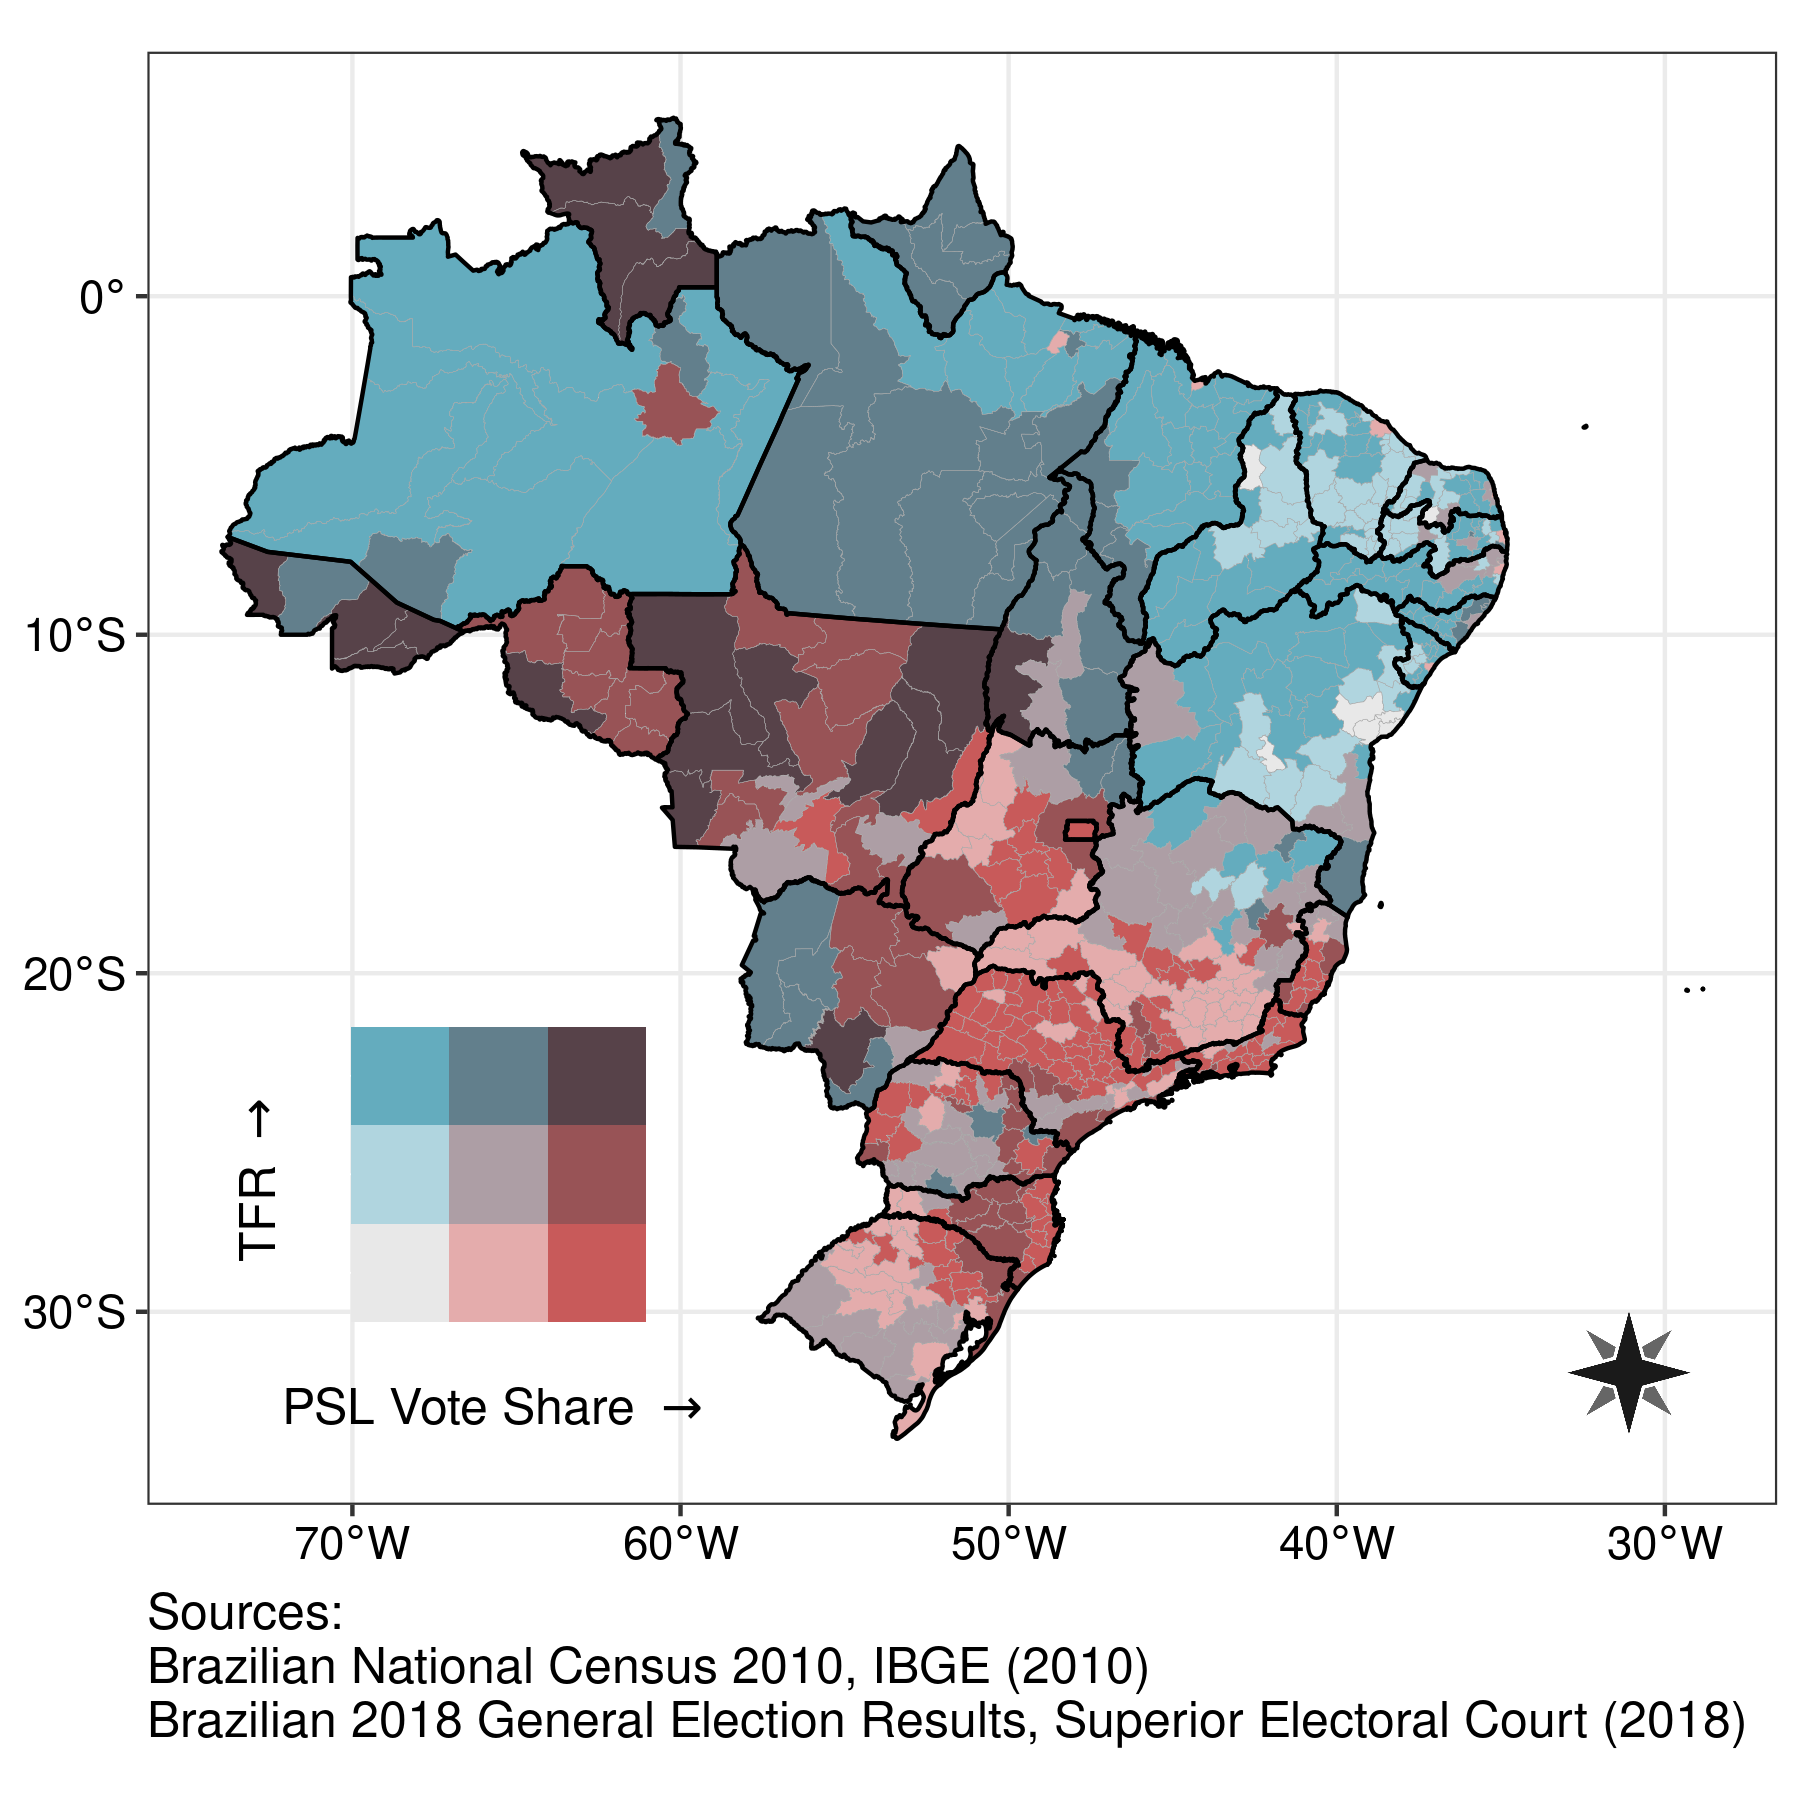 0°
10°S
20°S
30°S
TFR →
PSL Vote Share →
70°W 60°W 50°W 40°W 30°W
Sources:
Brazilian National Census 2010, IBGE (2010)
Brazilian 2018 General Election Results, Superior Electoral Court (2018)